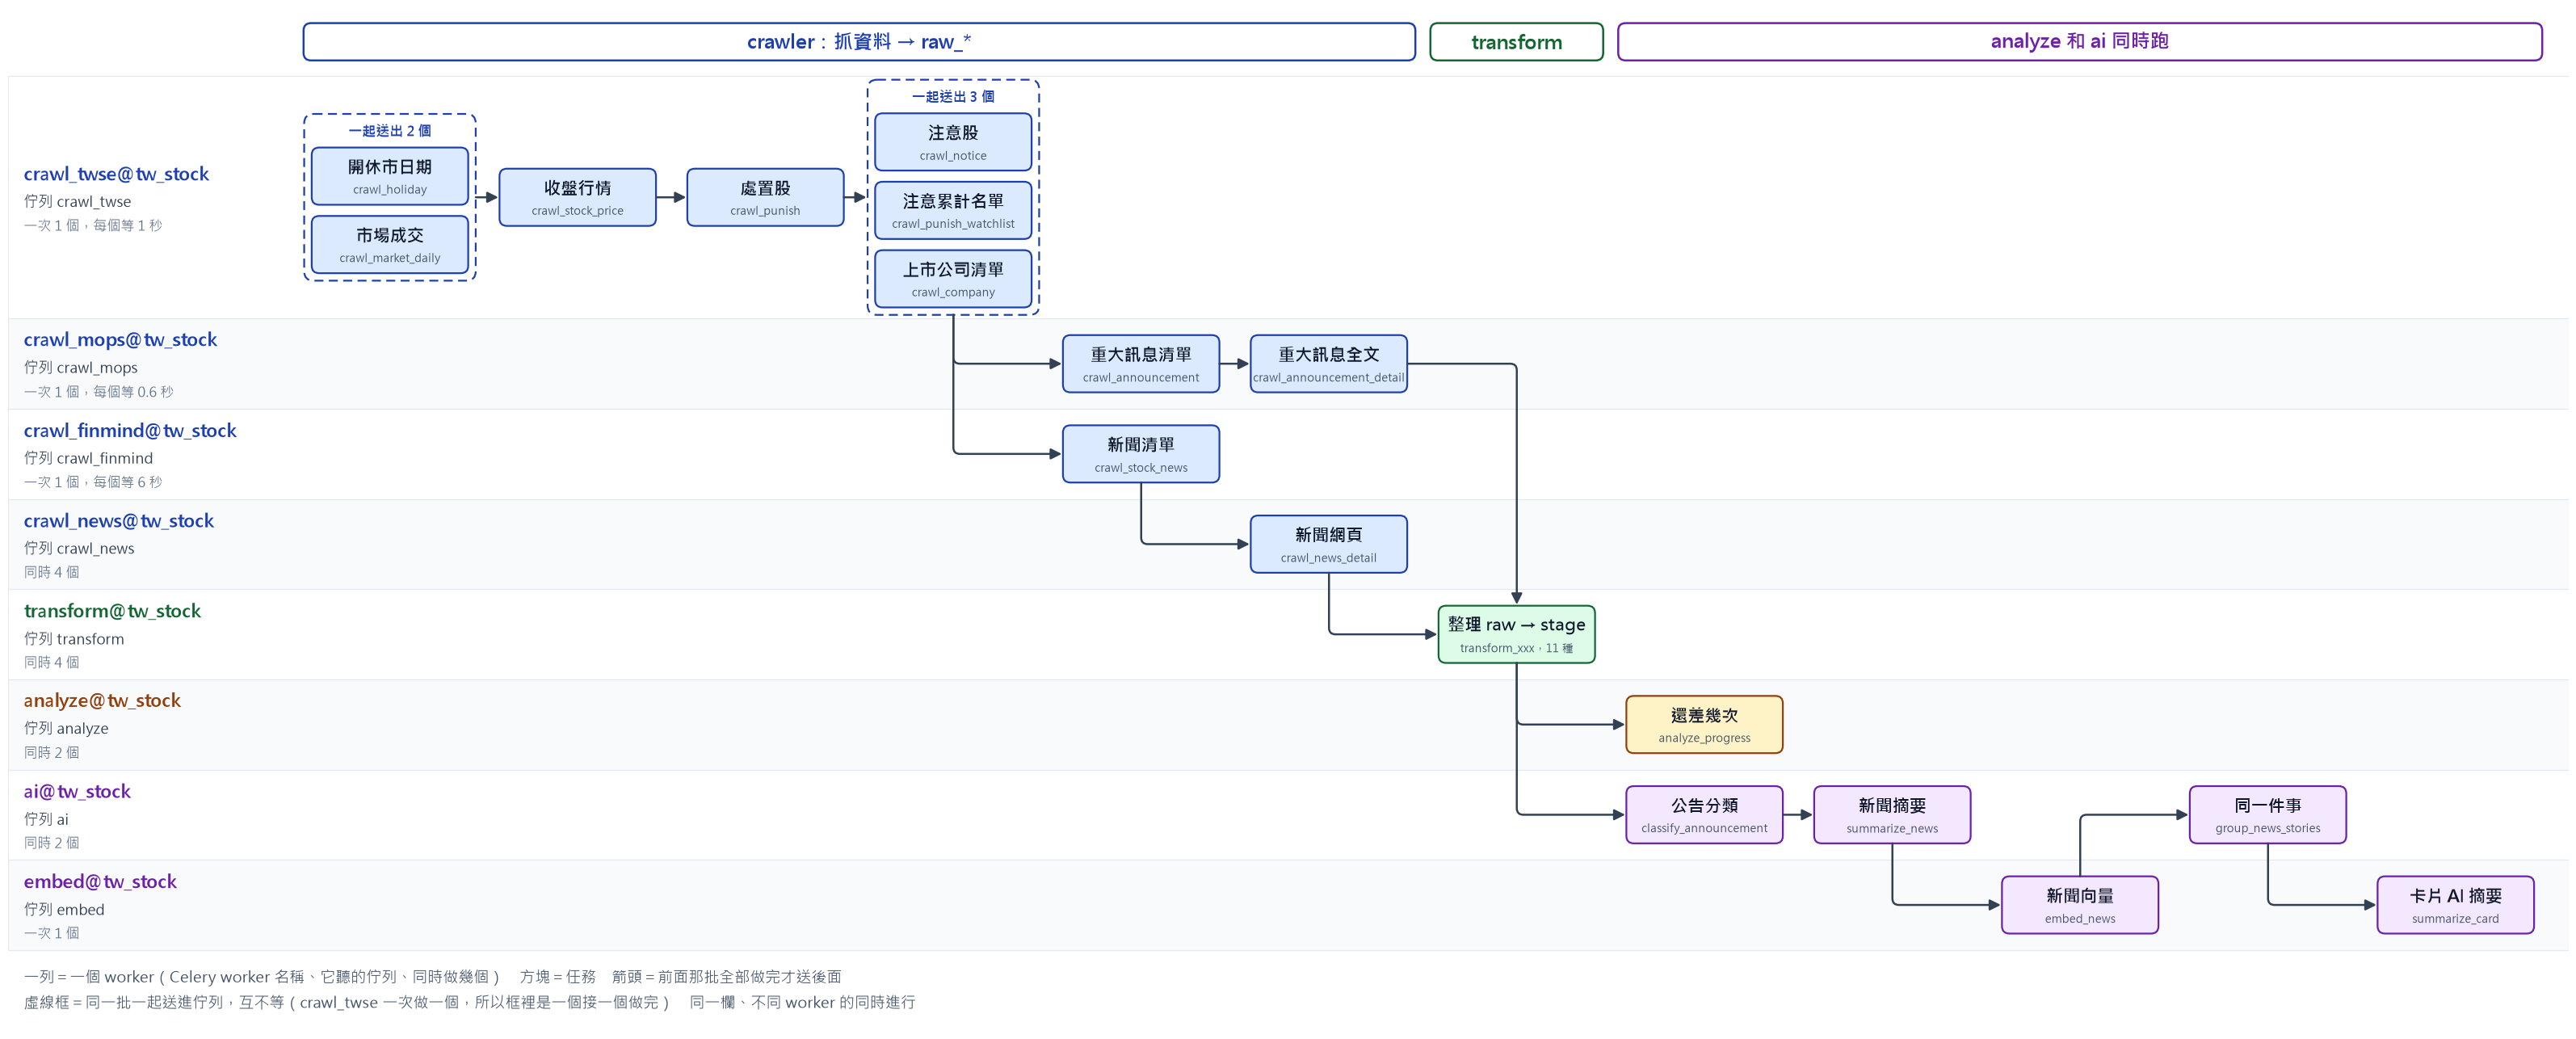 crawler：抓資料 → raw_*
transform
analyze 和 ai 同時跑
crawl_twse@tw_stock
佇列 crawl_twse
一次 1 個，每個等 1 秒
一起送出 2 個
開休市日期
crawl_holiday
市場成交
crawl_market_daily
收盤行情
crawl_stock_price
處置股
crawl_punish
一起送出 3 個
注意股
crawl_notice
注意累計名單
crawl_punish_watchlist
上市公司清單
crawl_company
crawl_mops@tw_stock
佇列 crawl_mops
一次 1 個，每個等 0.6 秒
重大訊息清單
crawl_announcement
重大訊息全文
crawl_announcement_detail
crawl_finmind@tw_stock
佇列 crawl_finmind
一次 1 個，每個等 6 秒
新聞清單
crawl_stock_news
crawl_news@tw_stock
佇列 crawl_news
同時 4 個
新聞網頁
crawl_news_detail
transform@tw_stock
佇列 transform
同時 4 個
整理 raw → stage
transform_xxx，11 種
analyze@tw_stock
佇列 analyze
同時 2 個
還差幾次
analyze_progress
ai@tw_stock
佇列 ai
同時 2 個
公告分類
classify_announcement
新聞摘要
summarize_news
同一件事
group_news_stories
embed@tw_stock
佇列 embed
一次 1 個
新聞向量
embed_news
卡片 AI 摘要
summarize_card
一列＝一個 worker（Celery worker 名稱、它聽的佇列、同時做幾個）　方塊＝任務　箭頭＝前面那批全部做完才送後面
虛線框＝同一批一起送進佇列，互不等（crawl_twse 一次做一個，所以框裡是一個接一個做完）　同一欄、不同 worker 的同時進行